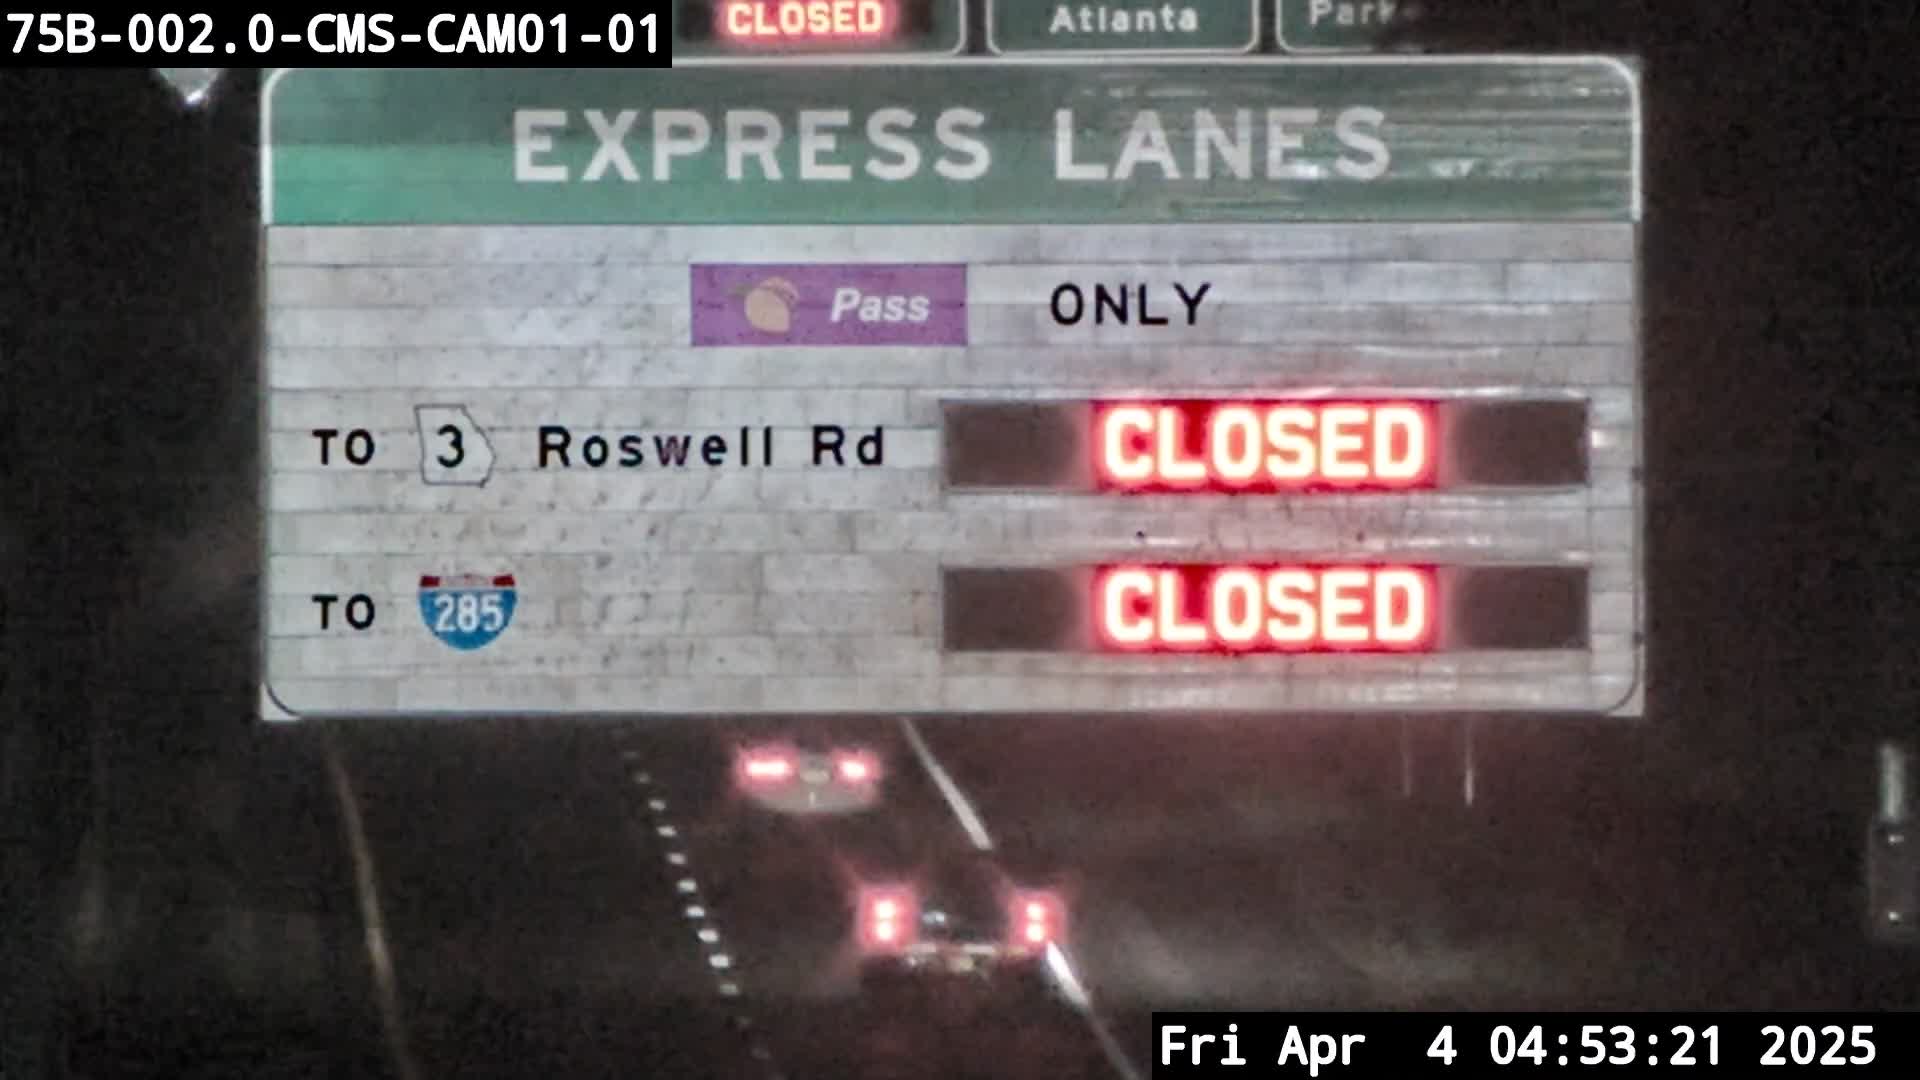 75B-002.0-CMS-CAM01-01
CLOSED
Atlanta
Park
EXPRESS LANES
Pass ONLY
TO 3 Roswell Rd CLOSED
TO 285 CLOSED
Fri Apr 4 04:53:21 2025